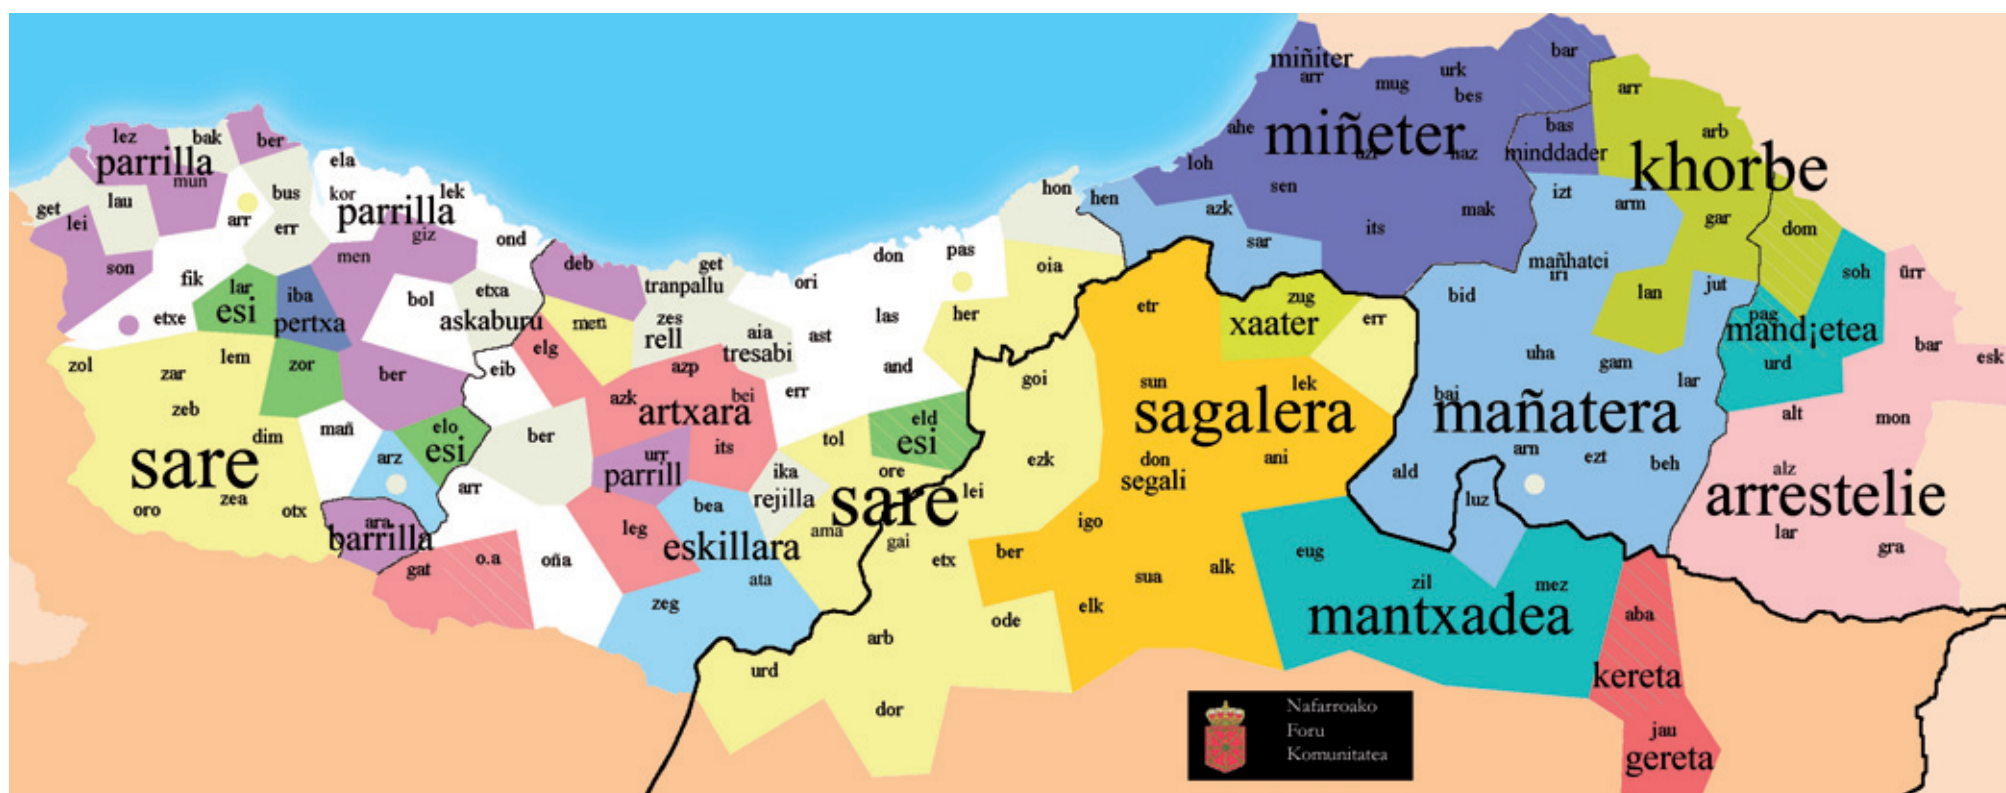 miñiter
arr
mug
urk
bes
bar
arr
lez
bak
ber
parrilla
mun
ela
ahe
miñeter
naz
bas
minddader
arb
khorbe
get
lei
lau
arr
bus
err
kor
lek
parrilla
giz
hon
hen
loh
sen
azk
sar
its
mak
izt
arm
gar
dom
son
fik
men
ond
deb
get
tranpallu
ori
don
pas
oia
mañhatei
iri
bid
lan
jut
soh
ürr
etxe
lar
esi
iba
pertxa
bol
etxa
askaburu
men
zes
rell
aia
tresabi
ast
las
her
etr
zug
xaater
err
pag
mand¡etea
urd
bar
esk
zol
zar
lem
zor
ber
eib
elg
azp
and
goi
uha
gam
lar
zeb
dim
mañ
elo
esi
ber
azk
bei
artxara
its
err
tol
eld
esi
sun
lek
sagalera
bai
mañatera
alt
mon
sare
arz
urr
parrill
ika
rejilla
ore
sare
ezk
lei
don
segali
ani
ald
arn
ezt
beh
luz
alz
arrestelie
lar
gra
oro
zea
otx
ara
barrilla
arr
leg
bea
eskillara
ama
gai
igo
gat
o.a
oña
ata
zeg
etx
ber
sua
alk
elk
eug
zil
mez
mantxadea
aba
kereta
urd
arb
ode
dor
jau
gereta
Nafarroako
Foru
Komunitatea